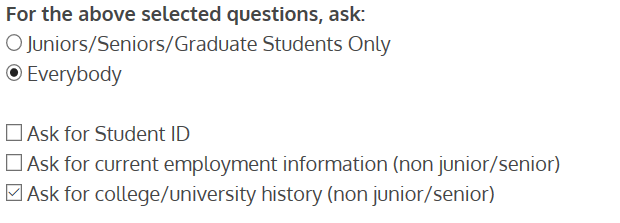 For the above selected questions, ask:
Juniors/Seniors/Graduate Students Only
Everybody
Ask for Student ID
Ask for current employment information (non junior/senior)
Ask for college/university history (non junior/senior)